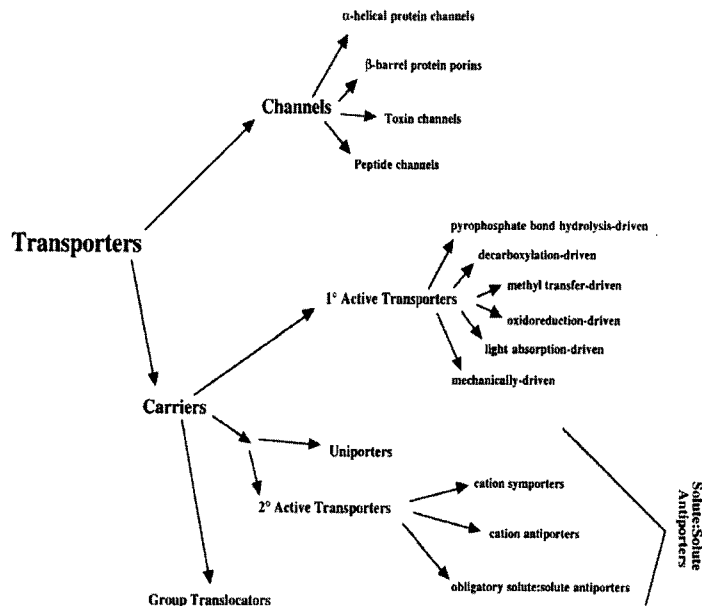 α-helical protein channels
β-barrel protein porins
Channels
Toxin channels
Peptide channels
Transporters
pyrophosphate bond hydrolysis-driven
decarboxylation-driven
1° Active Transporters
methyl transfer-driven
oxidoreduction-driven
light absorption-driven
mechanically-driven
Carriers
Uniporters
2° Active Transporters
cation symporters
cation antiporters
obligatory solute:solute antiporters
Solute:Solute
Antiporters
Group Translocators